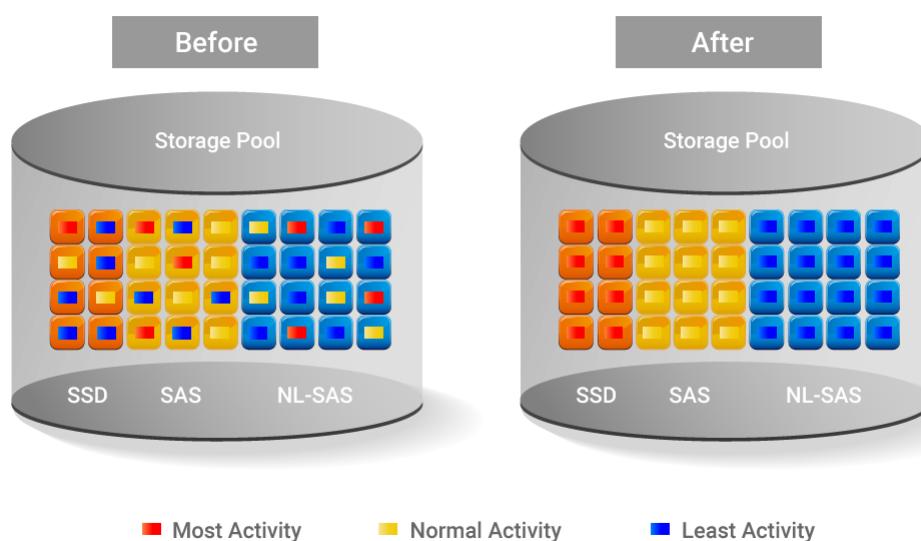 Before
After
Storage Pool
Storage Pool
SSD
SAS
NL-SAS
SSD
SAS
NL-SAS
Most Activity
Normal Activity
Least Activity